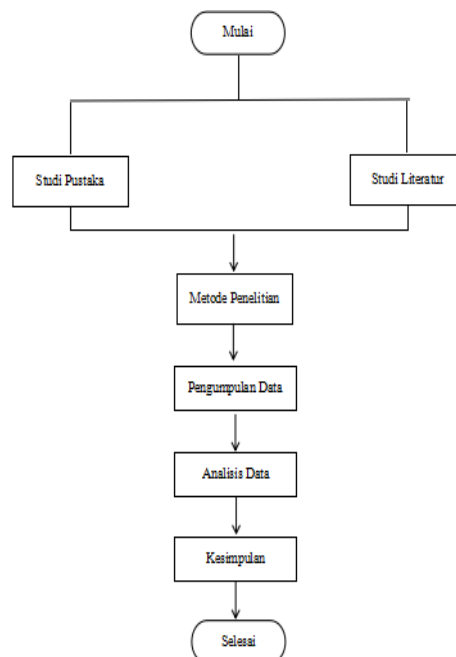 Mulai
Studi Pustaka
Studi Literatur
Metode Penelitian
Pengumpulan Data
Analisis Data
Kesimpulan
Selesai